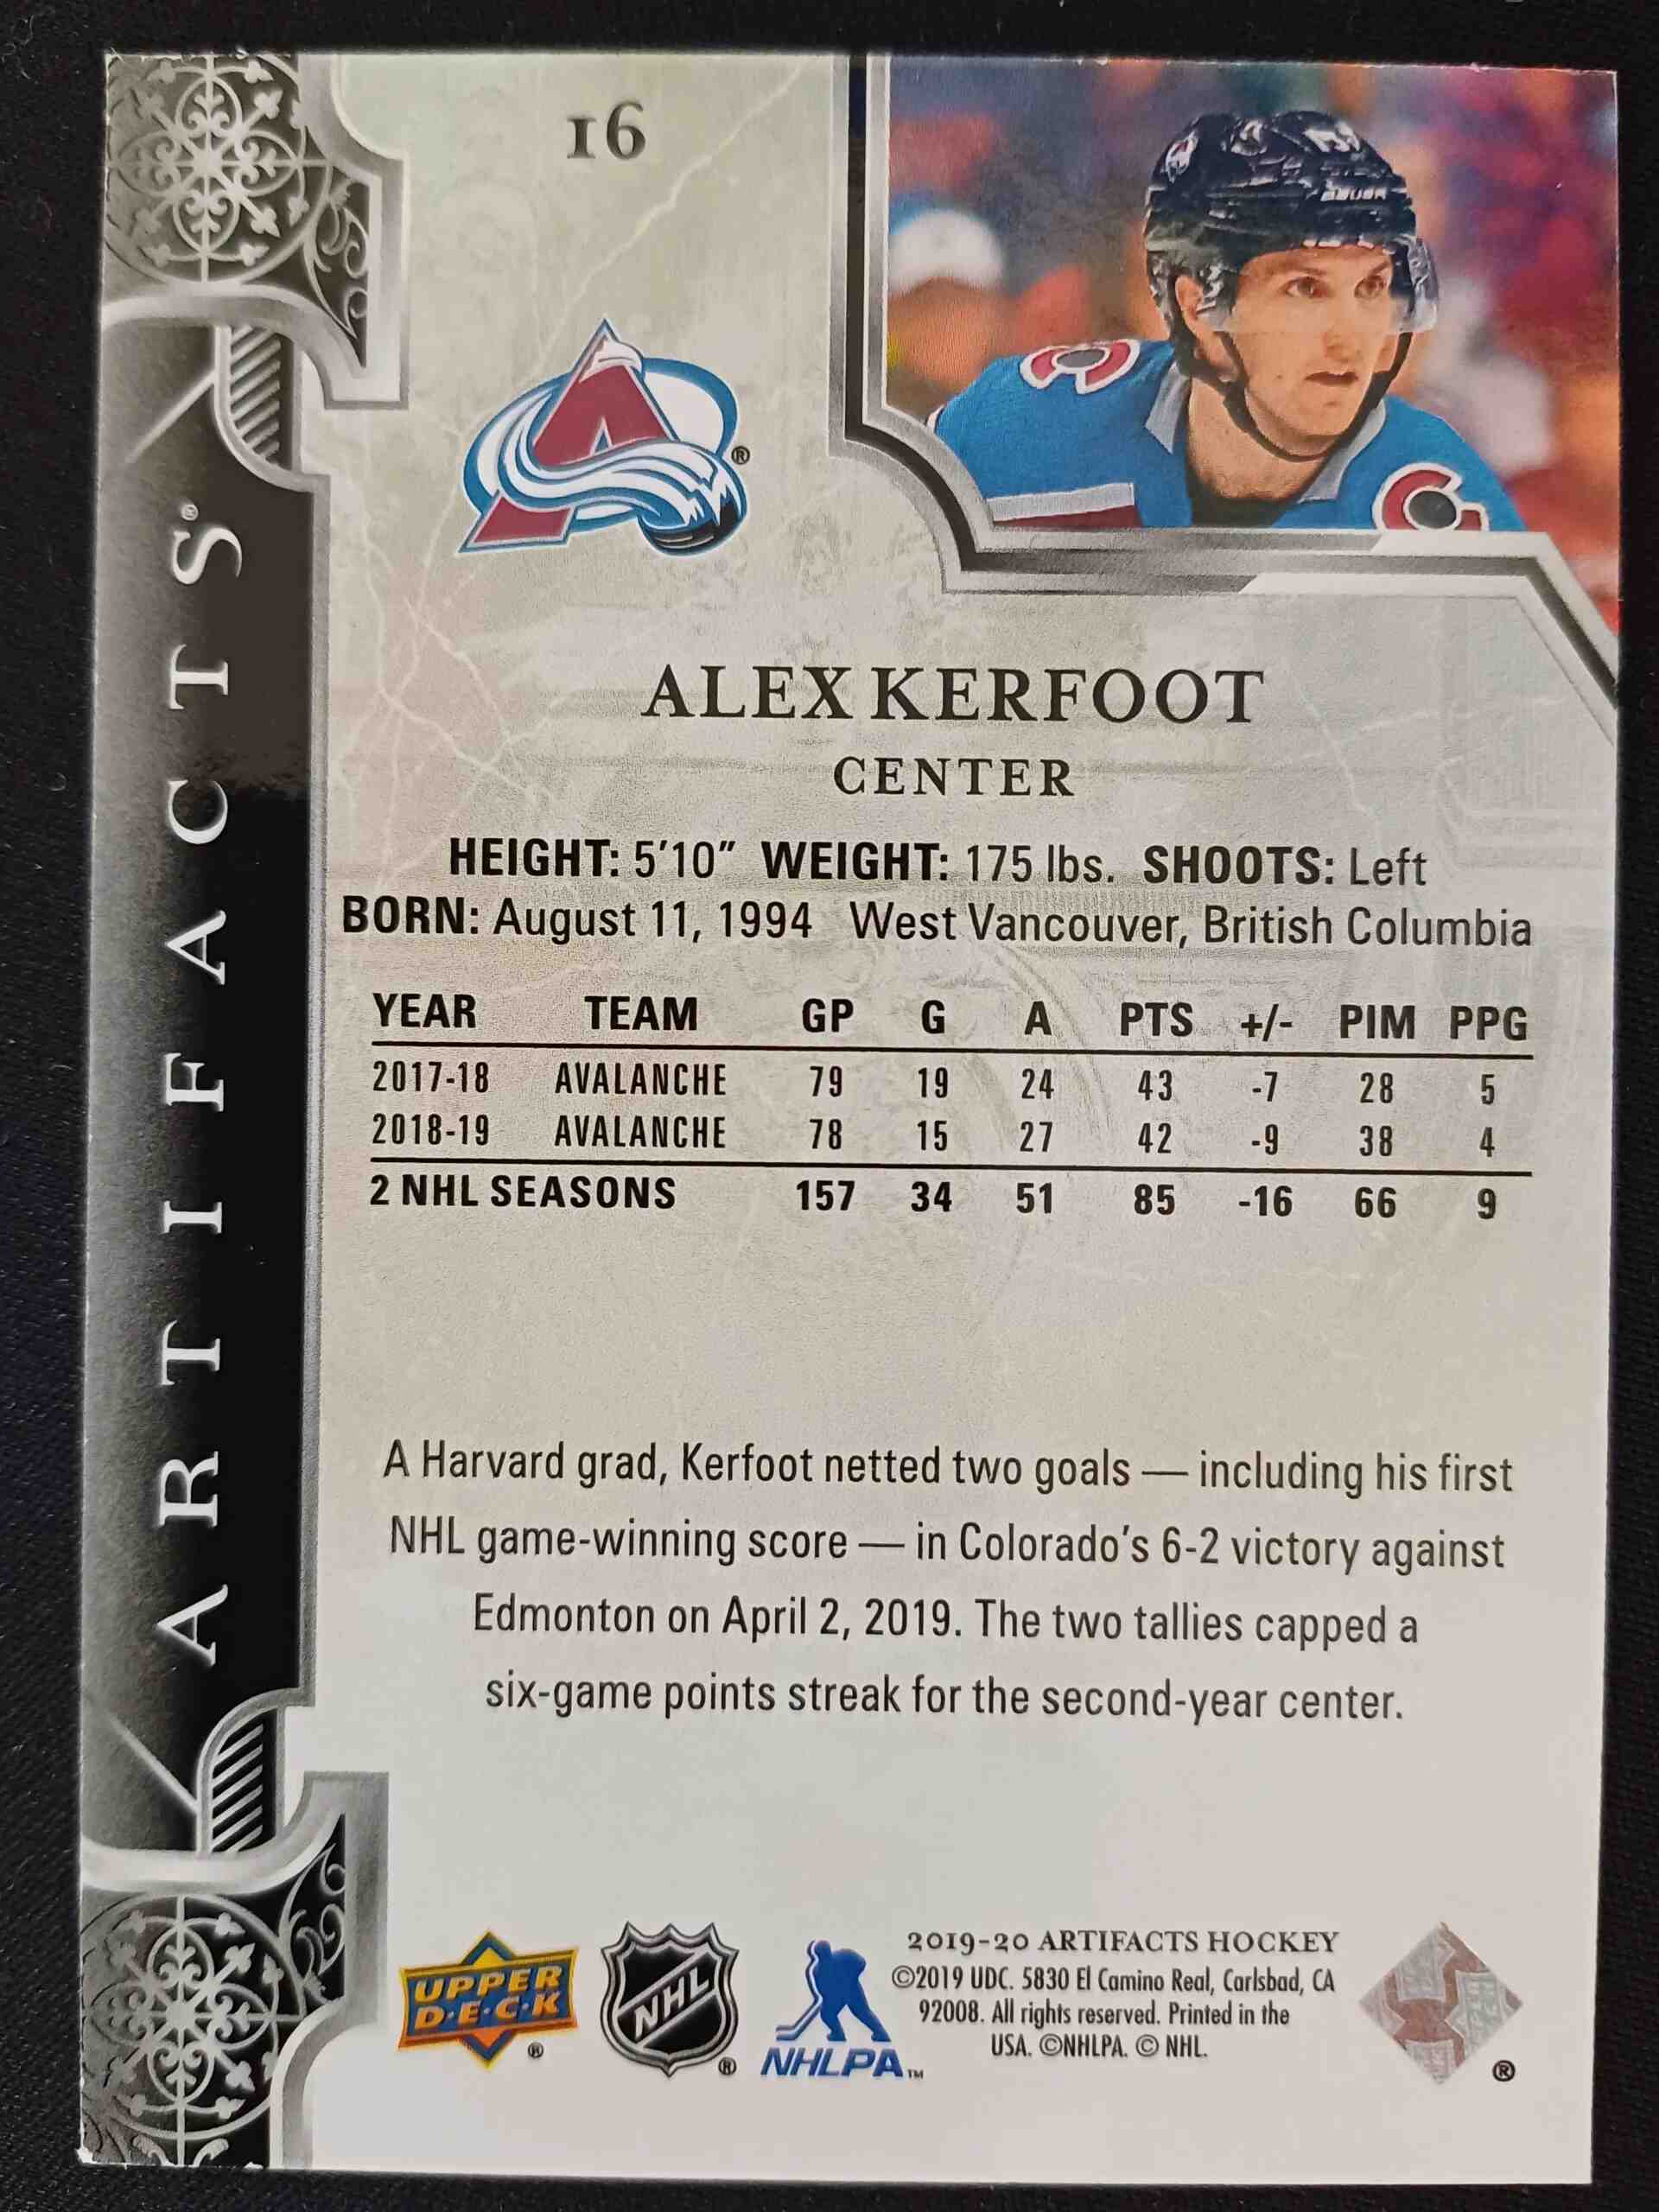 16
®
ARTIFACTS®
ALEX KERFOOT
CENTER
HEIGHT: 5'10" WEIGHT: 175 lbs. SHOOTS: Left
BORN: August 11, 1994 West Vancouver, British Columbia
YEAR TEAM GP G A PTS +/- PIM PPG
2017-18 AVALANCHE 79 19 24 43 -7 28 5
2018-19 AVALANCHE 78 15 27 42 -9 38 4
2 NHL SEASONS 157 34 51 85 -16 66 9
A Harvard grad, Kerfoot netted two goals — including his first
NHL game-winning score — in Colorado's 6-2 victory against
Edmonton on April 2, 2019. The two tallies capped a
six-game points streak for the second-year center.
UPPER
D•E•C•K
®
NHL
®
NHLPA™
2019-20 ARTIFACTS HOCKEY
©2019 UDC. 5830 El Camino Real, Carlsbad, CA
92008. All rights reserved. Printed in the
USA. ©NHLPA. © NHL.
®